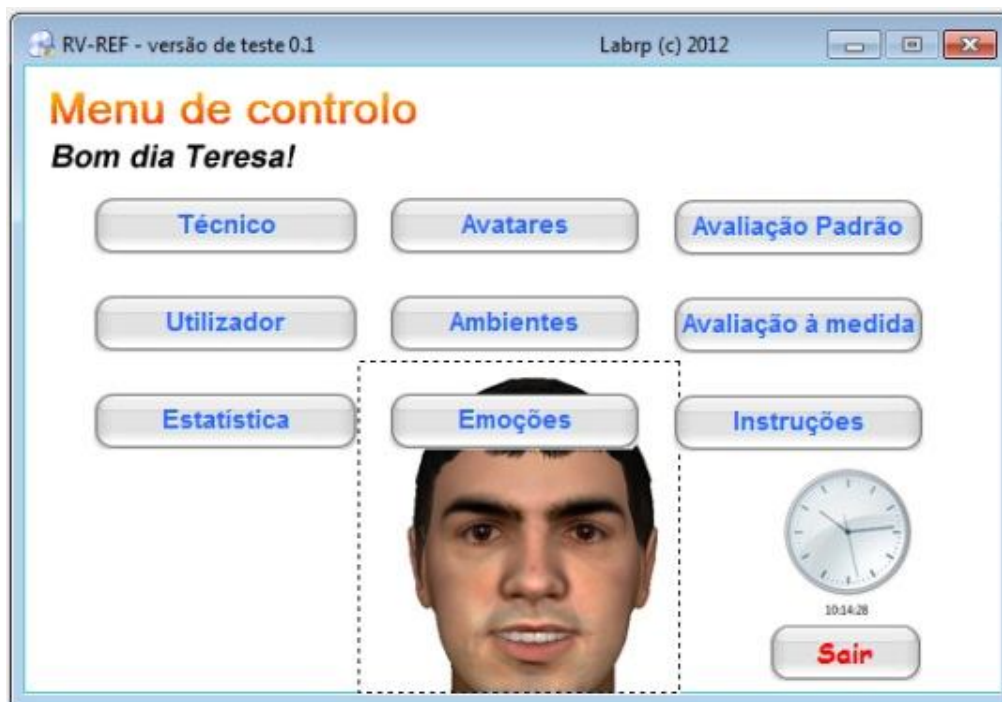 RV-REF - versão de teste 0.1 Labrp (c) 2012
Menu de controlo
Bom dia Teresa!
Técnico Avatares Avaliação Padrão
Utilizador Ambientes Avaliação à medida
Estatística Emoções Instruções
10:14:28
Sair